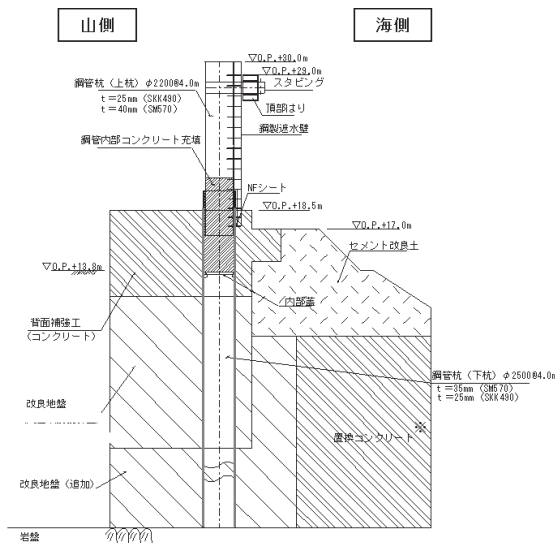 山側
海側
▽O.P.+30.0m
▽O.P.+29.0m
スタビング
鋼管杭（上杭）φ2200@4.0m
t＝25mm（SKK490）
t＝40mm（SM570）
頂部はり
鋼製遮水壁
鋼管内部コンクリート充填
NFシート
▽O.P.+18.5m
▽O.P.+17.0m
セメント改良土
▽O.P.+13.8m
内部蓋
背面補強工
(コンクリート)
鋼管杭（下杭）φ2500@4.0m
t＝35mm（SM570）
t＝25mm（SKK490）
改良地盤
置換コンクリート※
改良地盤（追加）
岩盤